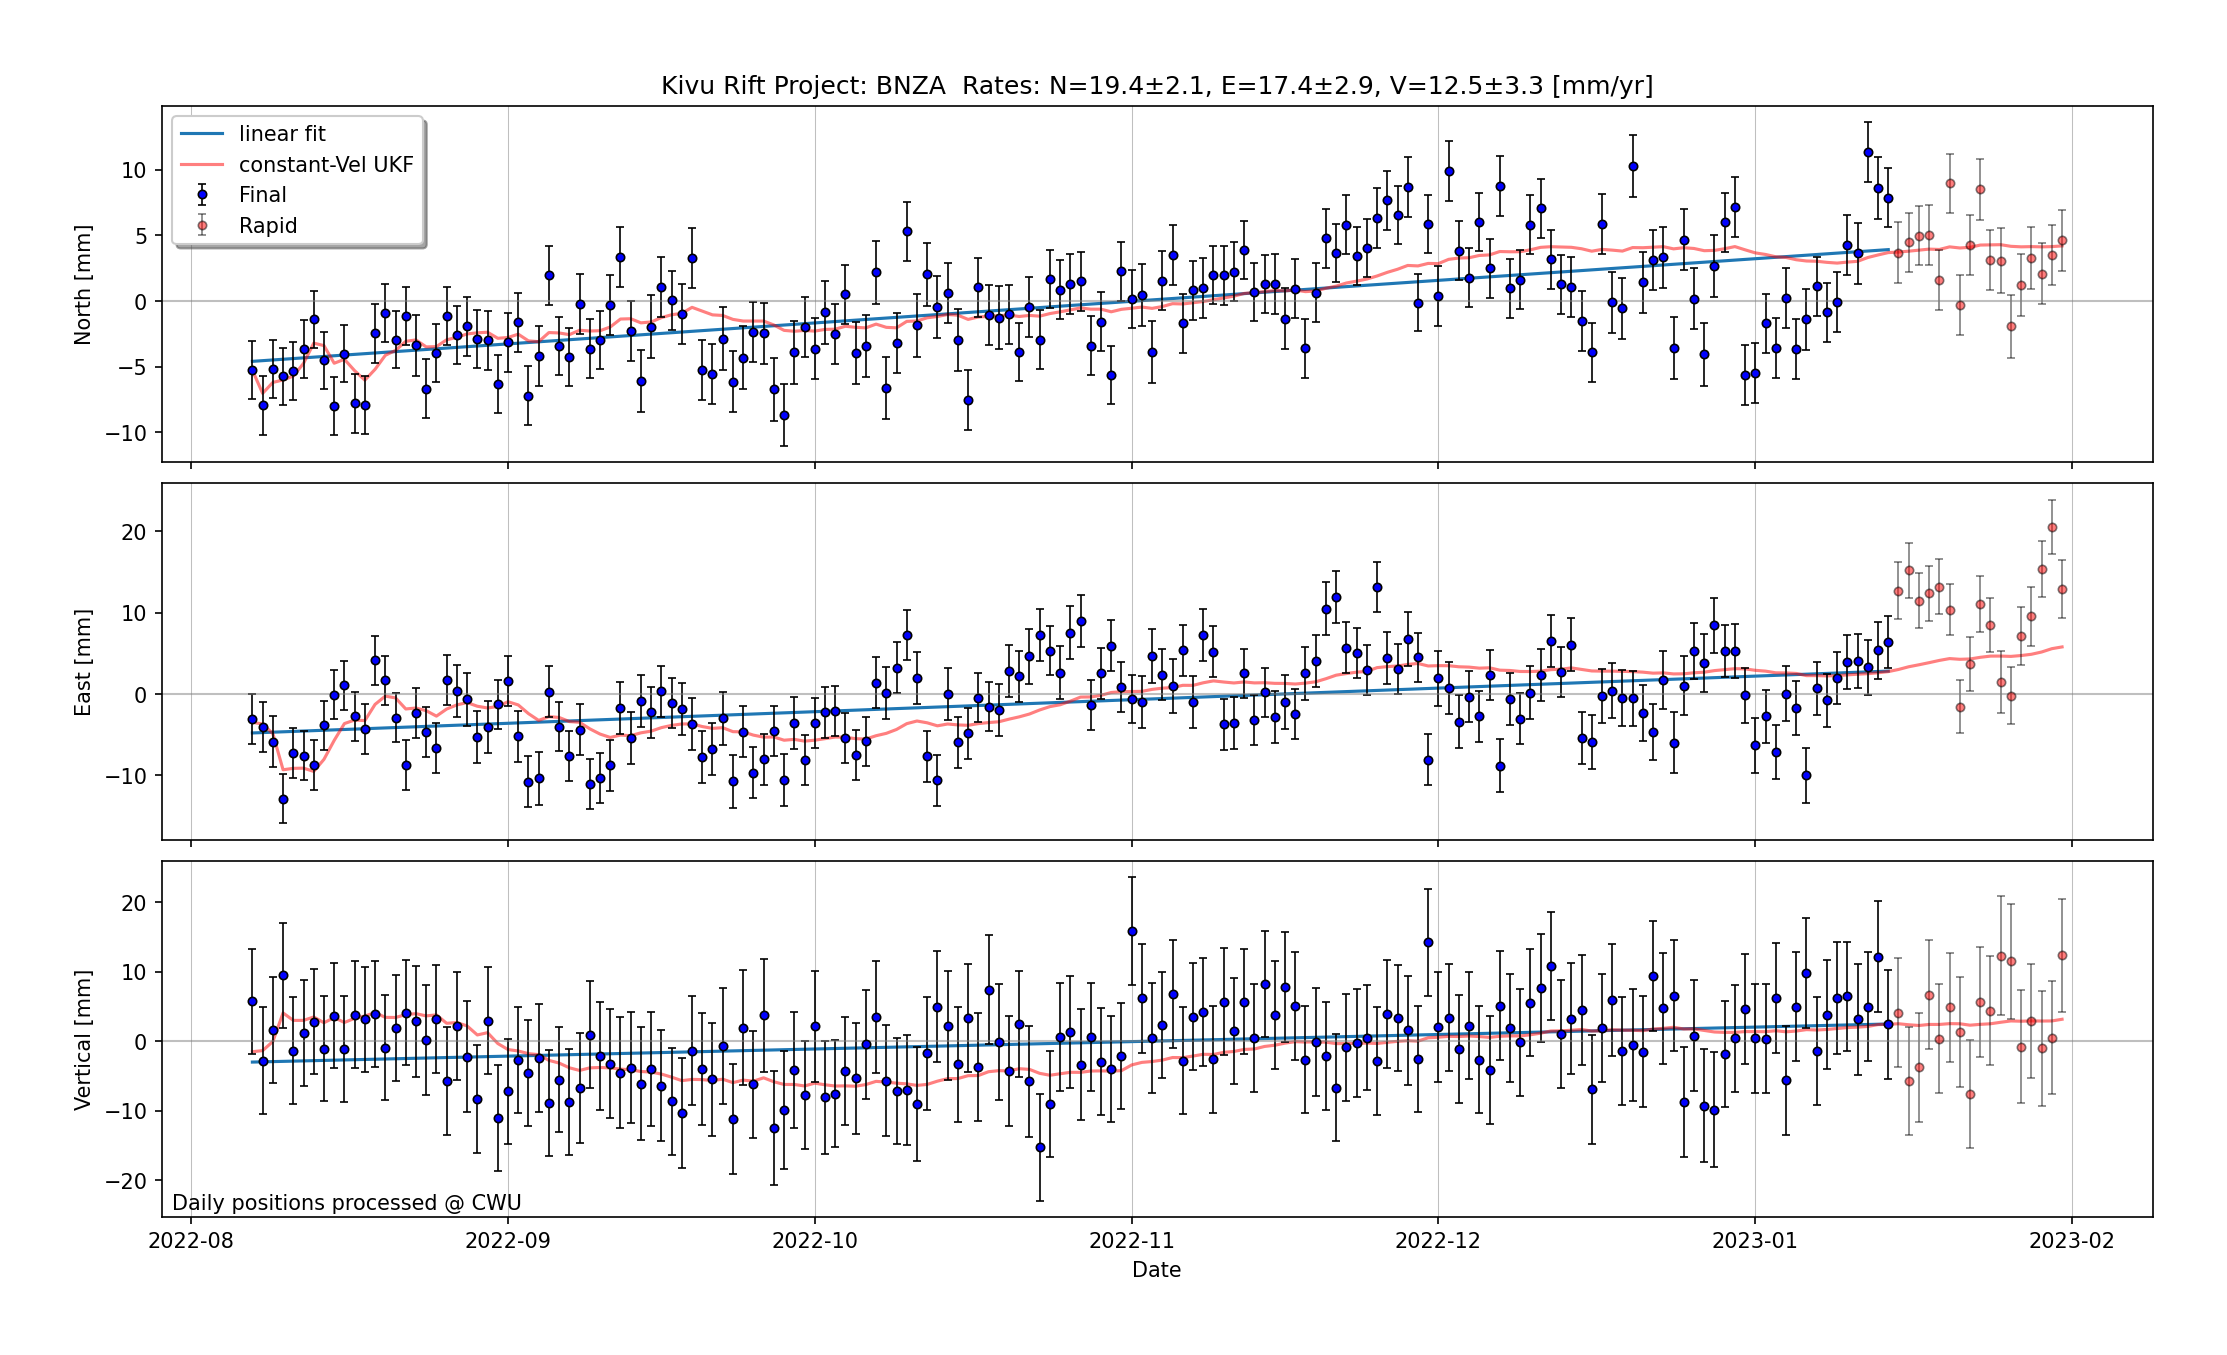 Kivu Rift Project: BNZA  Rates: N=19.4±2.1, E=17.4±2.9, V=12.5±3.3 [mm/yr]
linear fit
constant-Vel UKF
Final
Rapid
North [mm]
10
5
0
−5
−10
East [mm]
20
10
0
−10
Vertical [mm]
20
10
0
−10
−20
Daily positions processed @ CWU
2022-08 2022-09 2022-10 2022-11 2022-12 2023-01 2023-02
Date